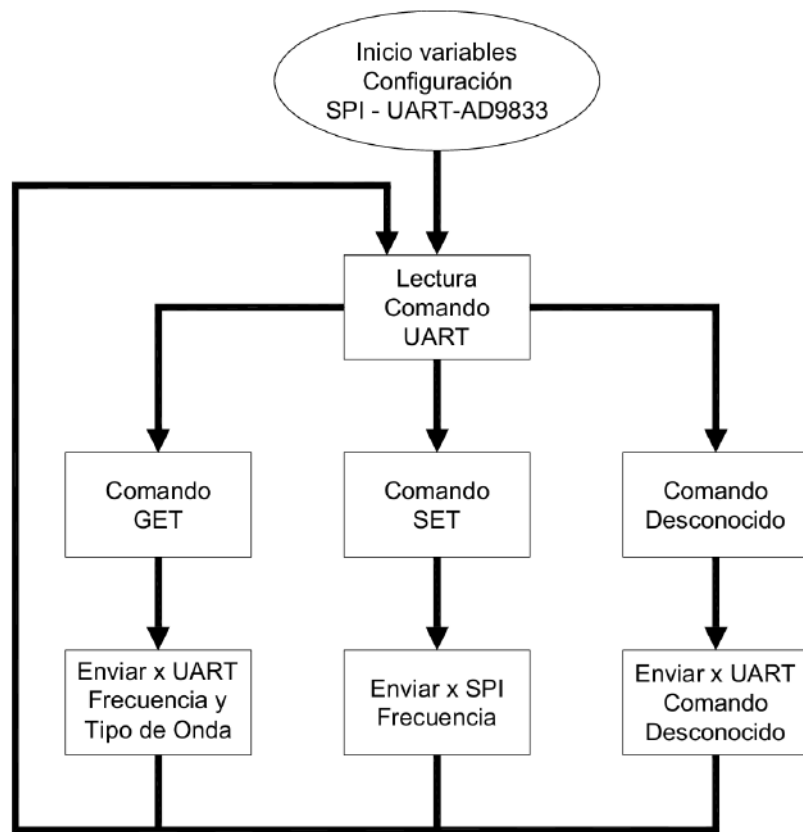 Inicio variables
Configuración
SPI - UART-AD9833
Lectura
Comando
UART
Comando
GET
Comando
SET
Comando
Desconocido
Enviar x UART
Frecuencia y
Tipo de Onda
Enviar x SPI
Frecuencia
Enviar x UART
Comando
Desconocido